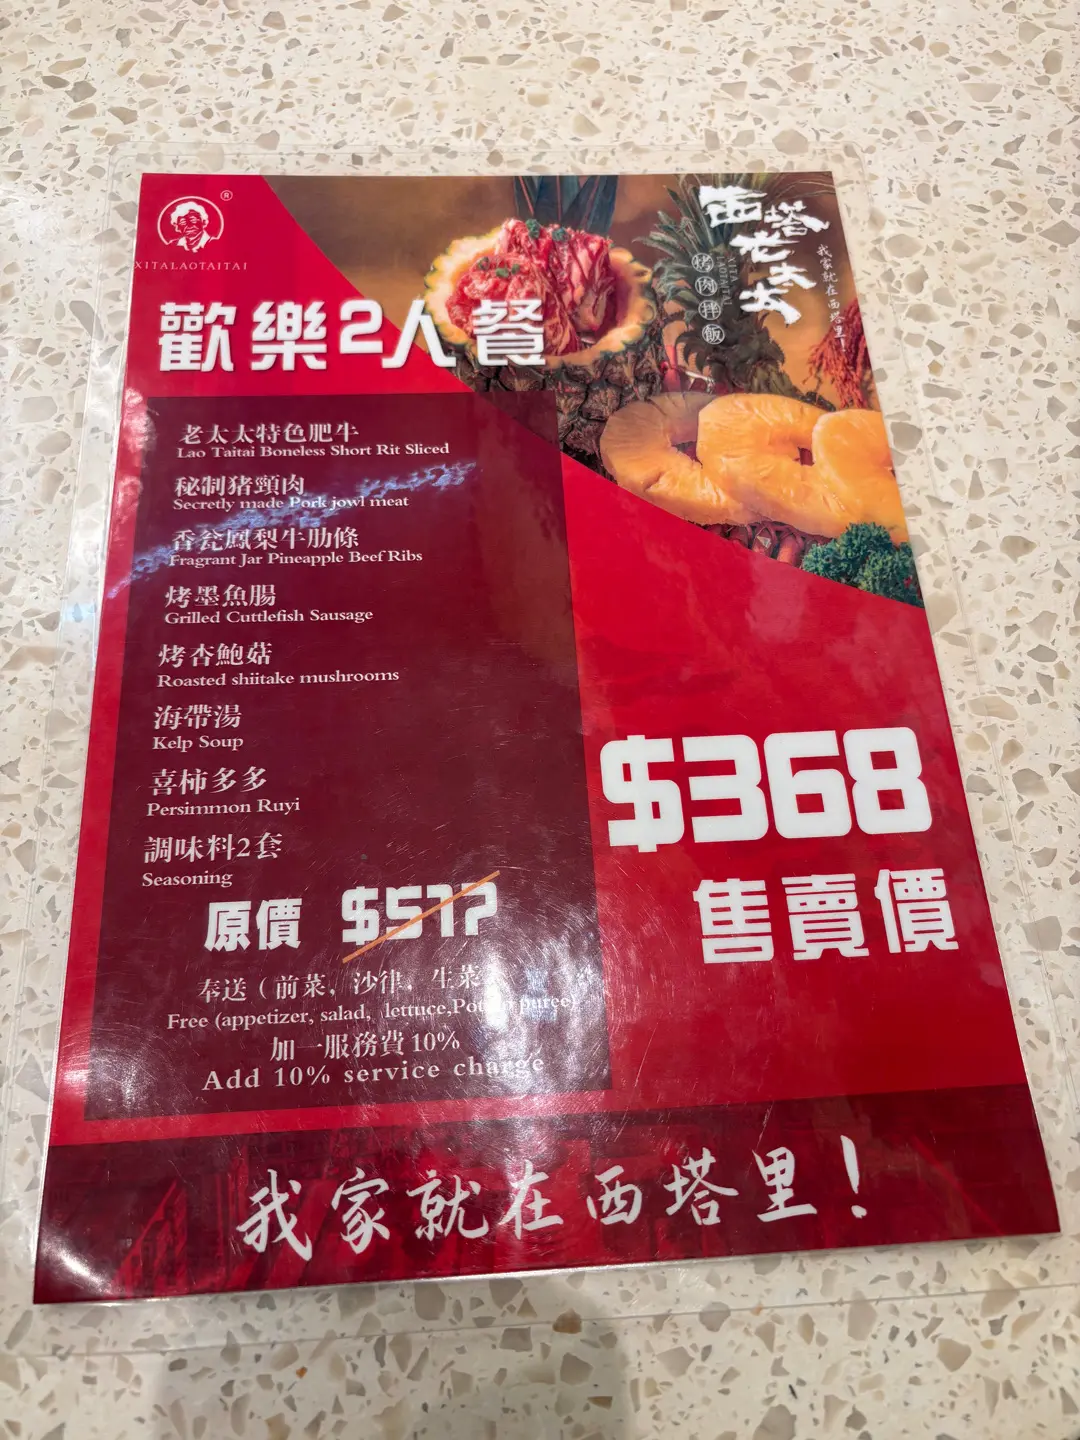 ®
XITALAOTAITAI
西塔老太太
XITA
LAOTAITAI
烤肉拌飯
我家就在西塔里!
歡樂2人餐
老太太特色肥牛
Lao Taitai Boneless Short Rit Sliced
秘制猪頸肉
Secretly made Pork jowl meat
香瓮鳳梨牛肋條
Fragrant Jar Pineapple Beef Ribs
烤墨魚腸
Grilled Cuttlefish Sausage
烤杏鮑菇
Roasted shiitake mushrooms
海帶湯
Kelp Soup
喜柿多多
Persimmon Ruyi
調味料2套
Seasoning
原價 $517
$368
售賣價
奉送（前菜，沙律，生菜
Free (appetizer, salad, lettuce, puree)
加一服務費10%
Add 10% service charge
我家就在西塔里!